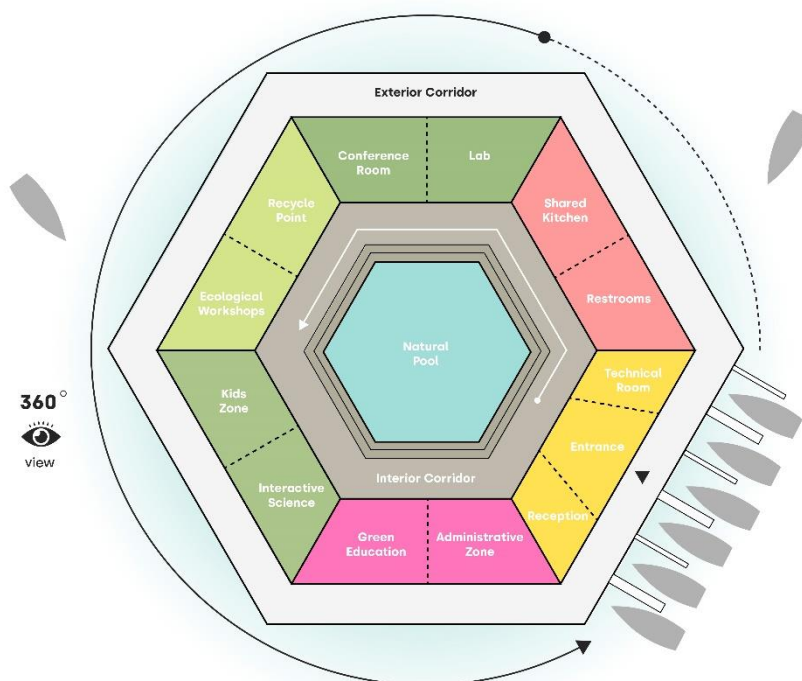 Exterior Corridor
Conference
Room
Lab
Recycle
Point
Shared
Kitchen
Ecological
Workshops
Restrooms
Natural
Pool
Technical
Room
Kids
Zone
360°
view
Entrance
Interior Corridor
Interactive
Science
Reception
Green
Education
Administrative
Zone